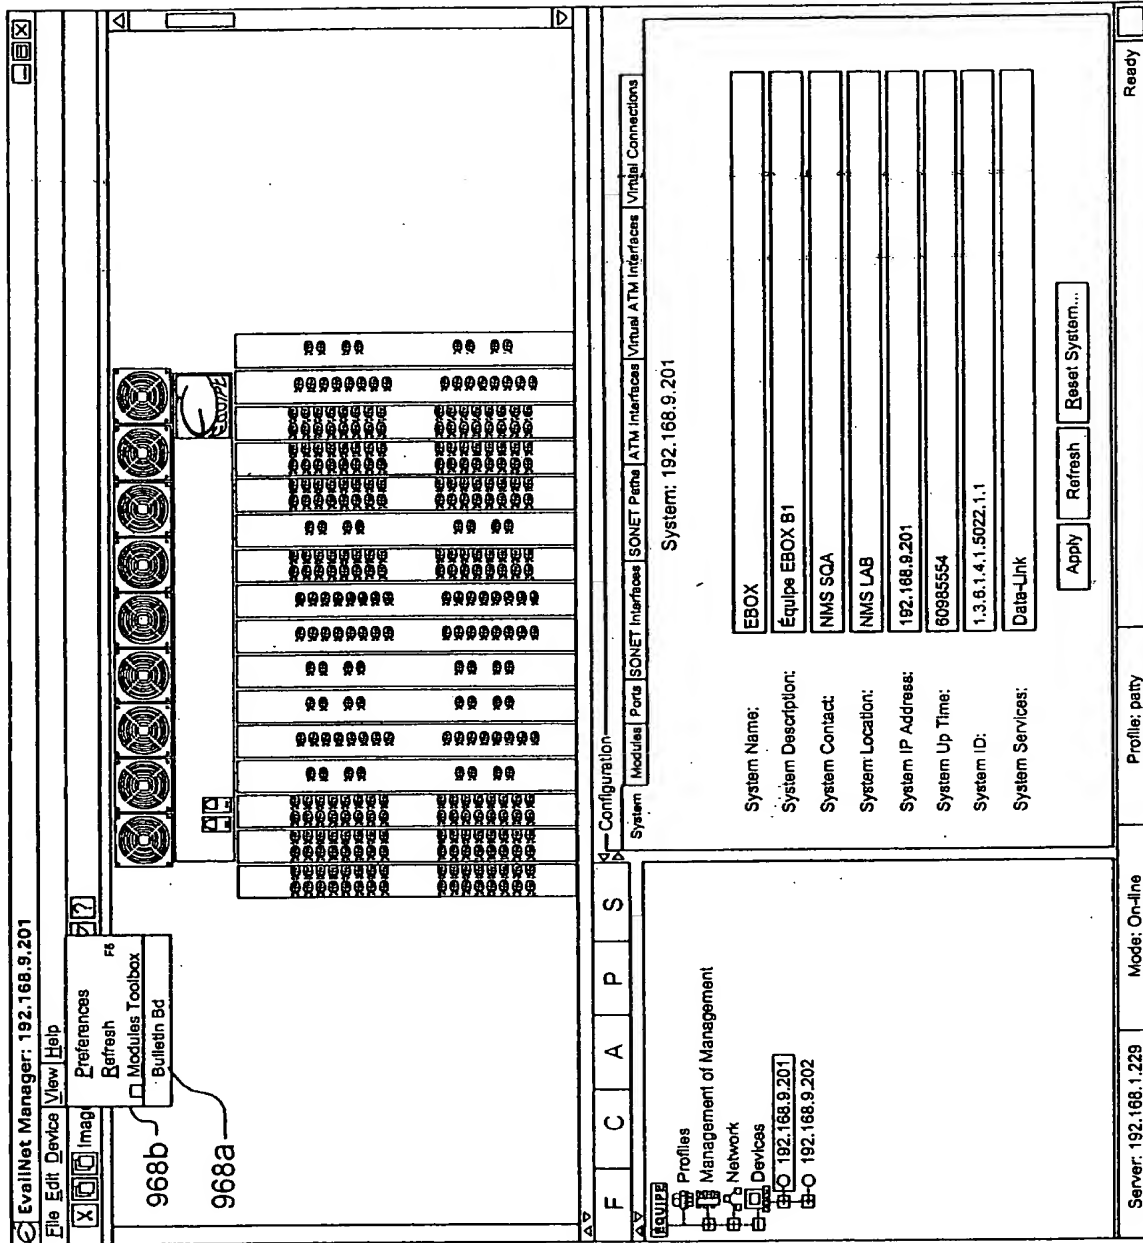 EvailNet Manager: 192.168.9.201
File Edit Device View Help
Image
?
Preferences
Refresh F5
Modules Toolbox
Bulletin Bd
968b
968a
EQUIPE
F C A P S
EQUIPE
Profiles
Management of Management
Network
Devices
192.168.9.201
192.168.9.202
Configuration
System Modules Ports SONET Interfaces SONET Paths ATM Interfaces Virtual ATM Interfaces Virtual Connections
System: 192.168.9.201
System Name: EBOX
System Description: Équipe EBOX B1
System Contact: NMS SQA
System Location: NMS LAB
System IP Address: 192.168.9.201
System Up Time: 60985554
System ID: 1.3.6.1.4.1.5022.1.1
System Services: Data-Link
Apply Refresh Reset System...
Server: 192.168.1.229 Mode: On-line Profile: patty Ready